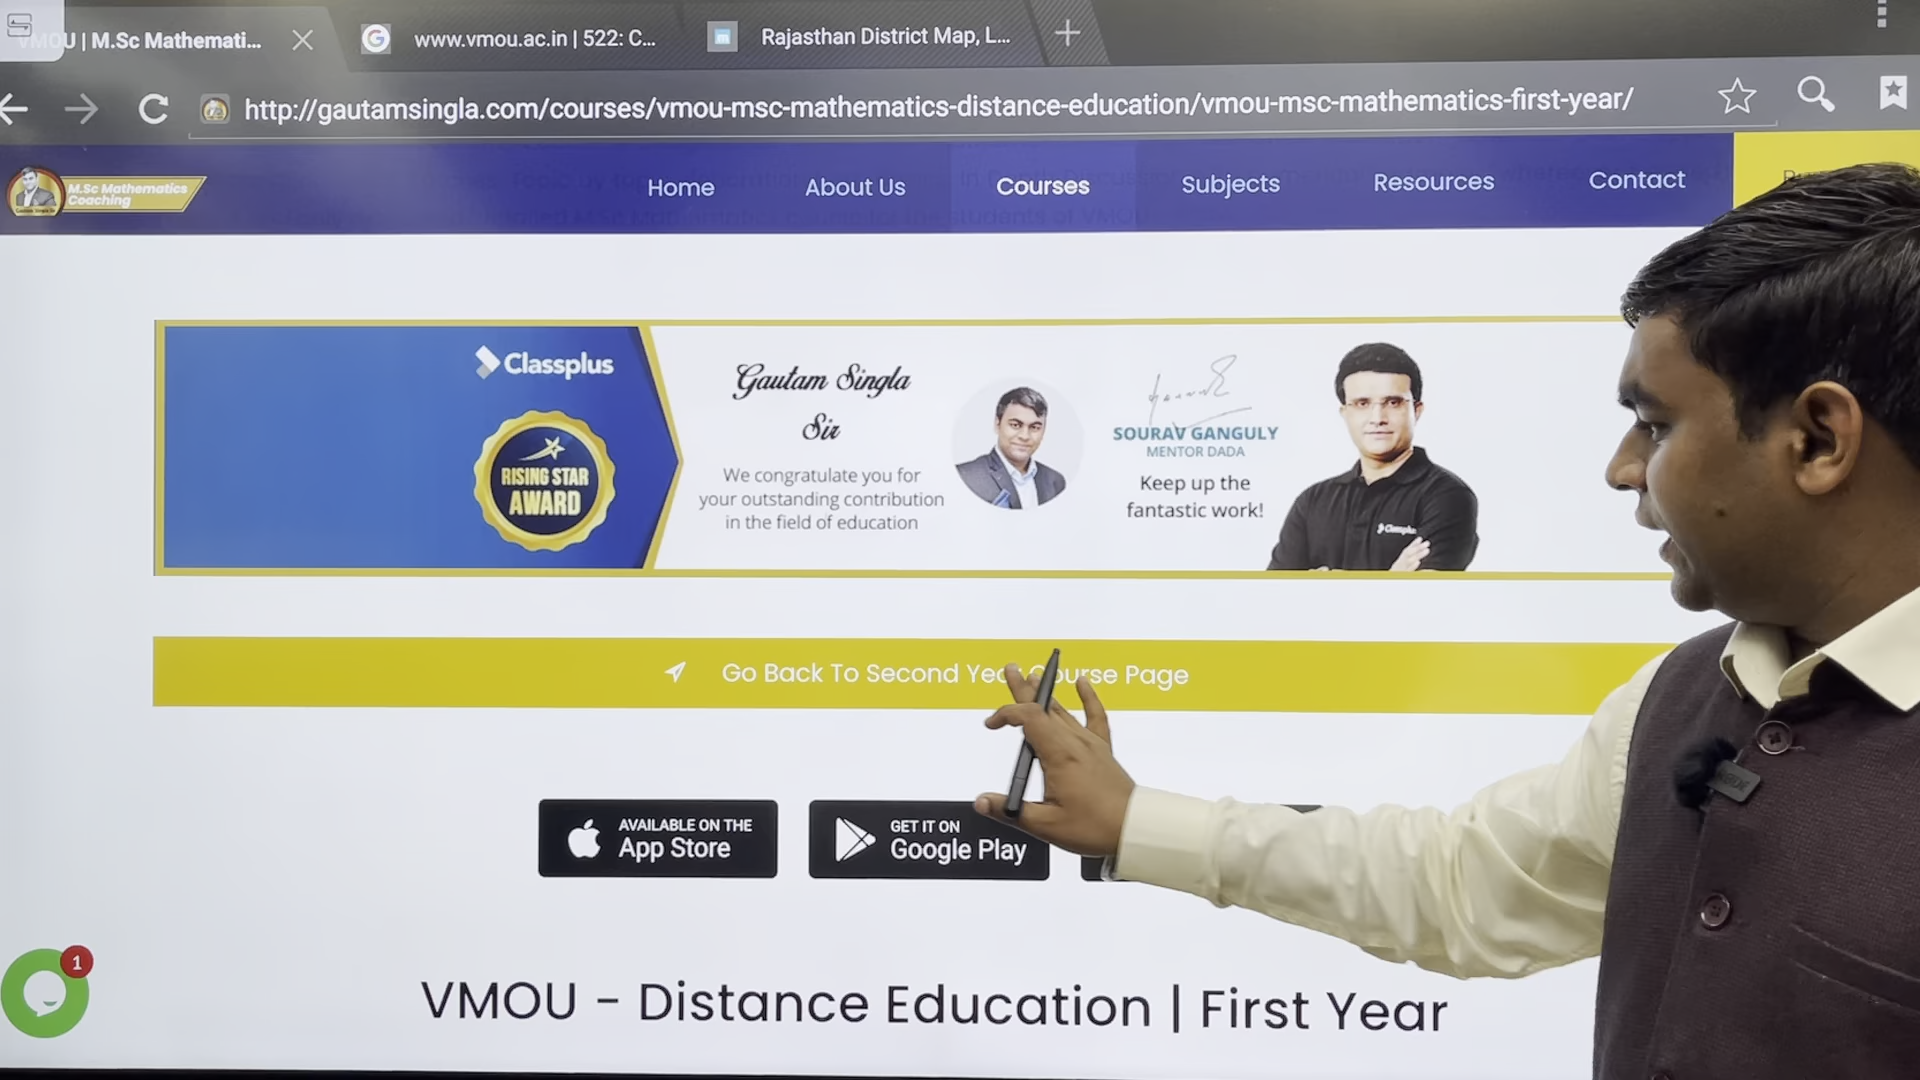 VMOU | M.Sc Mathemati...
www.vmou.ac.in | 522: C...
Rajasthan District Map, L...
http://gautamsingla.com/courses/vmou-msc-mathematics-distance-education/vmou-msc-mathematics-first-year/
M.Sc Mathematics
Coaching
Home
About Us
Courses
Subjects
Resources
Contact
Classplus
RISING STAR
AWARD
Gautam Singla
Sir
We congratulate you for
your outstanding contribution
in the field of education
SOURAV GANGULY
MENTOR DADA
Keep up the
fantastic work!
Classplus
Go Back To Second Year Course Page
AVAILABLE ON THE
App Store
GET IT ON
Google Play
1
VMOU - Distance Education | First Year